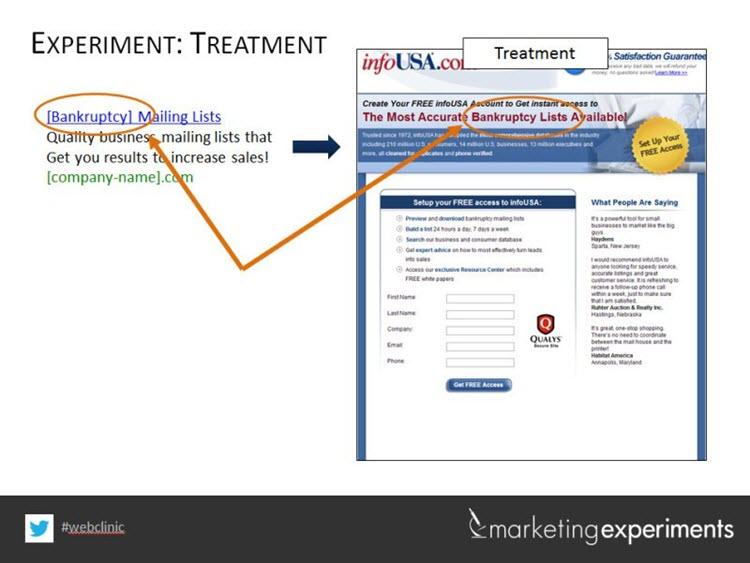 EXPERIMENT: TREATMENT
[Bankruptcy] Mailing Lists
Quality business mailing lists that
Get you results to increase sales!
[company-name].com
Treatment
infoUSA.com
% Satisfaction Guarantee
receive any bad data, we will refund your
money, no questions asked! Learn More >>
Create Your FREE infoUSA Account to Get instant access to
The Most Accurate Bankruptcy Lists Available!
Trusted since 1972, infoUSA has compiled the most comprehensive databases in the industry
including 210 million U.S. consumers, 14 million U.S. businesses, 13 million executives and
more, all cleaned for duplicates and phone verified.
Set Up Your
FREE Access
Setup your FREE access to infoUSA:
Preview and download bankruptcy mailing lists
Build a list 24 hours a day, 7 days a week
Search our business and consumer database
Get expert advice on how to most effectively turn leads
into sales
Access our exclusive Resource Center which includes
FREE white papers
First Name:
Last Name:
Company:
Email:
Phone:
Get FREE Access
QUALYS
Secure Site
What People Are Saying
It's a powerful tool for small
businesses to market like the big
guys.
Haydens
Sparta, New Jersey
I would recommend infoUSA to
anyone looking for speedy service,
accurate listings and great
customer service. It is refreshing to
receive a follow-up phone call
within a week, just to make sure
that I am satisfied.
Ruhter Auction & Realty Inc.
Hastings, Nebraska
It's great, one-stop shopping.
There's no need to coordinate
between the mail house and the
printer!
Habitat America
Annapolis, Maryland
#webclinic
marketingexperiments